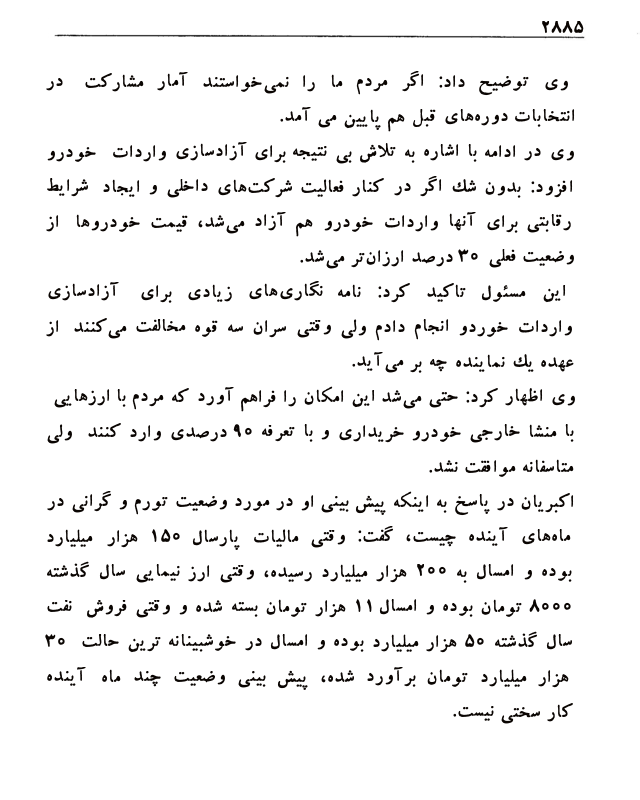 ۲۸۸۵
وی توضیح داد: اگر مردم ما را نمی‌خواستند آمار مشارکت در
انتخابات دوره‌های قبل هم پایین می آمد.
وی در ادامه با اشاره به تلاش بی نتیجه برای آزادسازی واردات خودرو
افزود: بدون شك اگر در کنار فعالیت شرکت‌های داخلی و ایجاد شرایط
رقابتی برای آنها واردات خودرو هم آزاد می‌شد، قیمت خودروها از
وضعیت فعلی ۳۰ درصد ارزان‌تر می‌شد.
این مسئول تاکید کرد: نامه نگاری‌های زیادی برای آزادسازی
واردات خوردو انجام دادم ولی وقتی سران سه قوه مخالفت می‌کنند از
عهده یك نماینده چه بر می‌آید.
وی اظهار کرد: حتی می‌شد این امکان را فراهم آورد که مردم با ارزهایی
با منشا خارجی خودرو خریداری و با تعرفه ۹۰ درصدی وارد کنند ولی
متاسفانه موافقت نشد.
اکبریان در پاسخ به اینکه پیش بینی او در مورد وضعیت تورم و گرانی در
ماه‌های آینده چیست، گفت: وقتی مالیات پارسال ۱۵۰ هزار میلیارد
بوده و امسال به ۲۰۰ هزار میلیارد رسیده، وقتی ارز نیمایی سال گذشته
۸۰۰۰ تومان بوده و امسال ۱۱ هزار تومان بسته شده و وقتی فروش نفت
سال گذشته ۵۰ هزار میلیارد بوده و امسال در خوشبینانه ترین حالت ۳۰
هزار میلیارد تومان برآورد شده، پیش بینی وضعیت چند ماه آینده
کار سختی نیست.